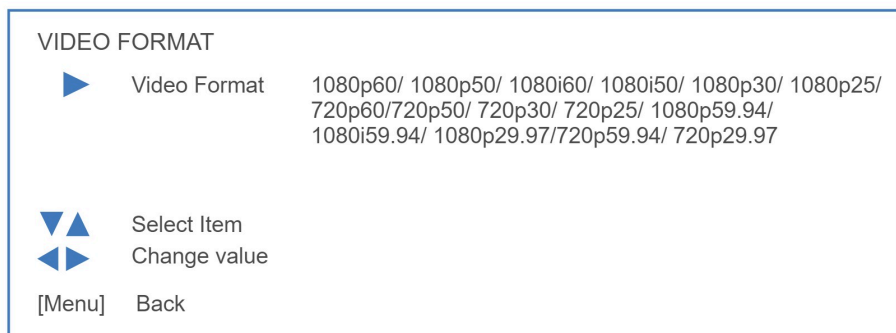 VIDEO FORMAT
Video Format 1080p60/ 1080p50/ 1080i60/ 1080i50/ 1080p30/ 1080p25/
720p60/720p50/ 720p30/ 720p25/ 1080p59.94/
1080i59.94/ 1080p29.97/720p59.94/ 720p29.97
Select Item
Change value
[Menu] Back